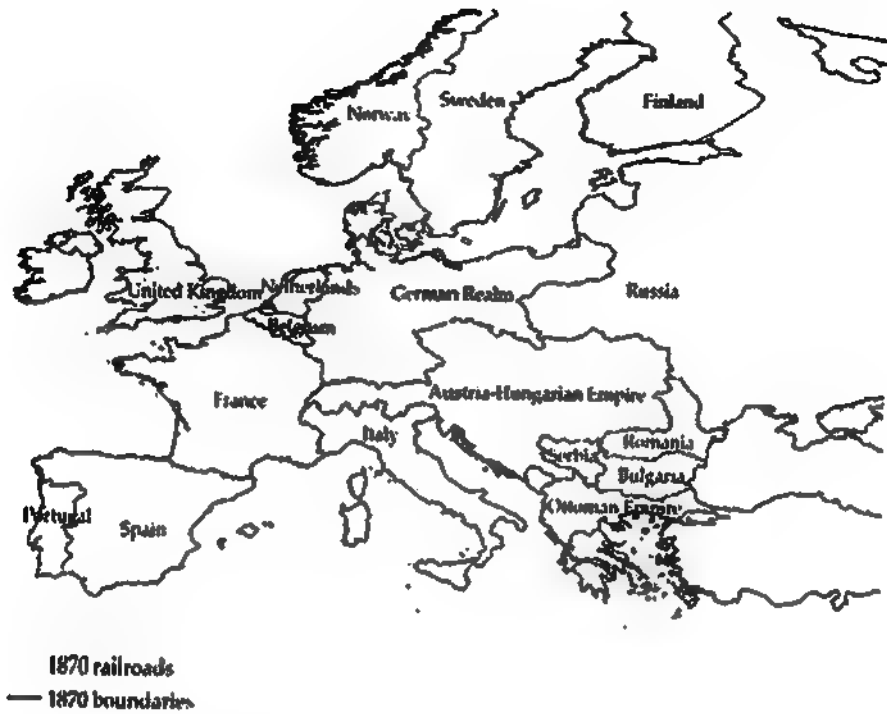 Norway
Sweden
Finland
United Kingdom
Netherlands
German Realm
Russia
Belgium
France
Austria-Hungarian Empire
Italy
Romania
Serbia
Bulgaria
Portugal
Spain
Ottoman Empire
1870 railroads
1870 boundaries